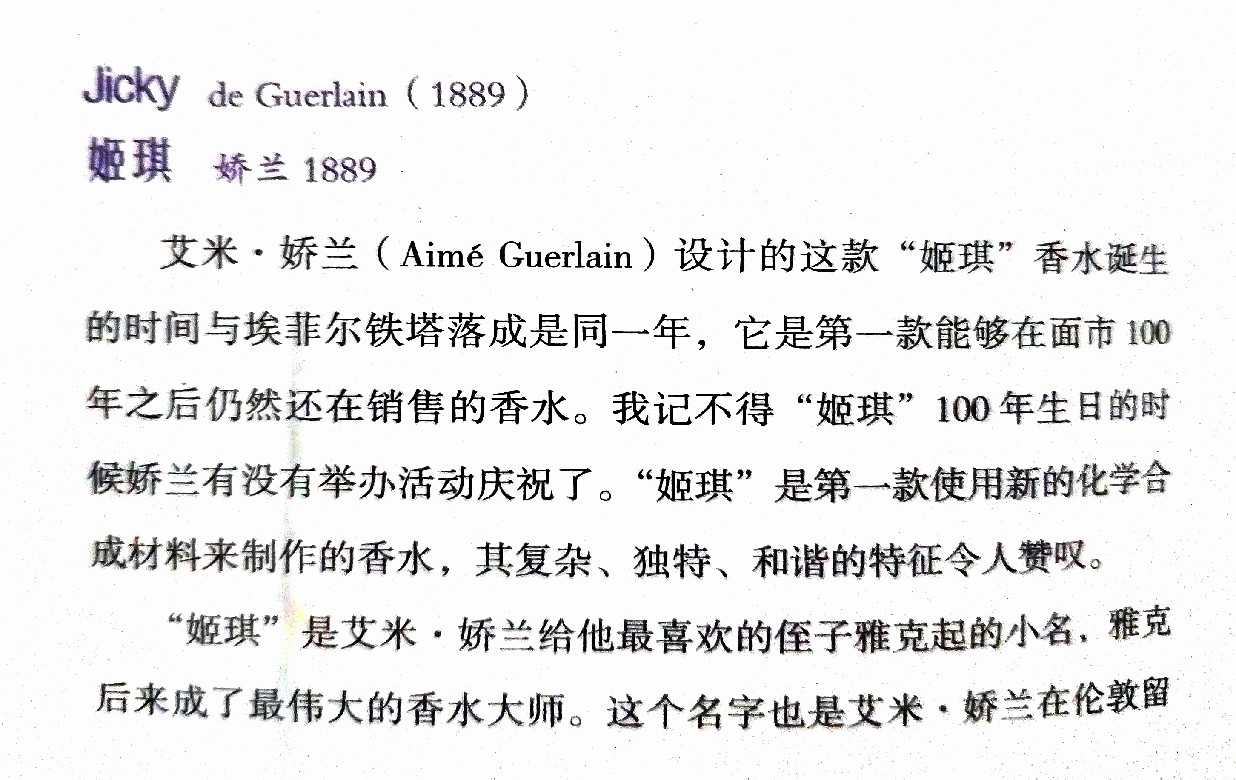 Jicky de Guerlain（1889）
姬琪 娇兰 1889
艾米·娇兰（Aimé Guerlain）设计的这款“姬琪”香水诞生
的时间与埃菲尔铁塔落成是同一年，它是第一款能够在面市 100
年之后仍然还在销售的香水。我记不得“姬琪”100 年生日的时
候娇兰有没有举办活动庆祝了。“姬琪”是第一款使用新的化学合
成材料来制作的香水，其复杂、独特、和谐的特征令人赞叹。
“姬琪”是艾米·娇兰给他最喜欢的侄子雅克起的小名，雅克
后来成了最伟大的香水大师。这个名字也是艾米·娇兰在伦敦留